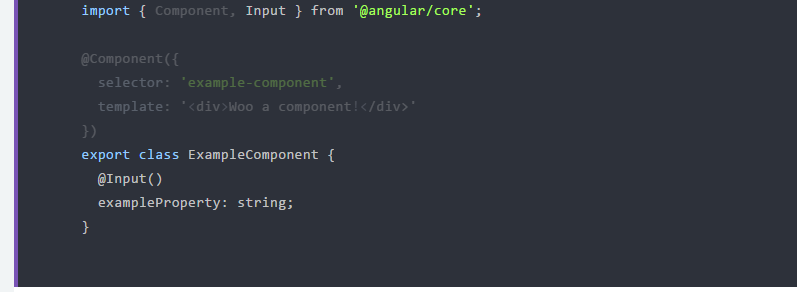 import { Component, Input } from '@angular/core';
@Component({
selector: 'example-component',
template: '<div>Woo a component!</div>'
})
export class ExampleComponent {
@Input()
exampleProperty: string;
}